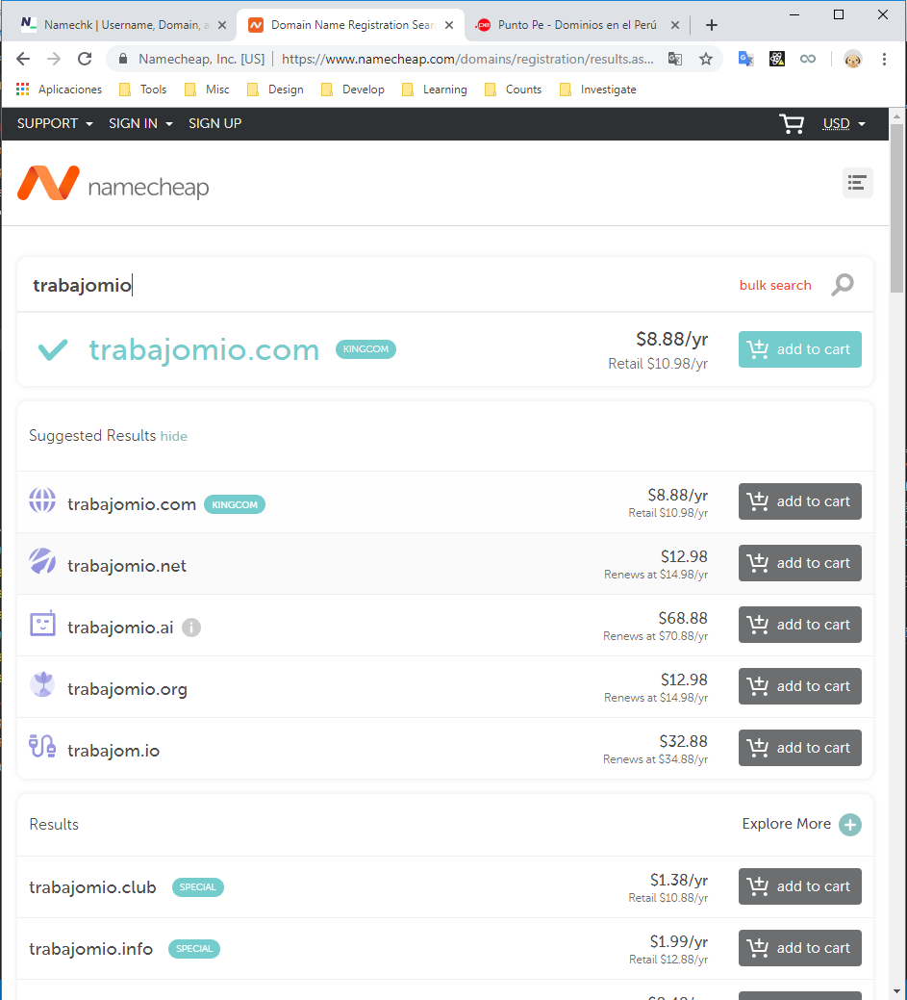 Namechk | Username, Domain, a
Domain Name Registration Sear
Punto Pe - Dominios en el Perú
Namecheap, Inc. [US]
https://www.namecheap.com/domains/registration/results.as...
Aplicaciones
Tools
Misc
Design
Develop
Learning
Counts
Investigate
SUPPORT
SIGN IN
SIGN UP
USD
namecheap
trabajomio
bulk search
trabajomio.com KINGCOM
$8.88/yr
Retail $10.98/yr
add to cart
Suggested Results hide
trabajomio.com KINGCOM
$8.88/yr
Retail $10.98/yr
add to cart
trabajomio.net
$12.98
Renews at $14.98/yr
add to cart
trabajomio.ai
$68.88
Renews at $70.88/yr
add to cart
trabajomio.org
$12.98
Renews at $14.98/yr
add to cart
trabajom.io
$32.88
Renews at $34.88/yr
add to cart
Results
Explore More
trabajomio.club SPECIAL
$1.38/yr
Retail $10.88/yr
add to cart
trabajomio.info SPECIAL
$1.99/yr
Retail $12.88/yr
add to cart